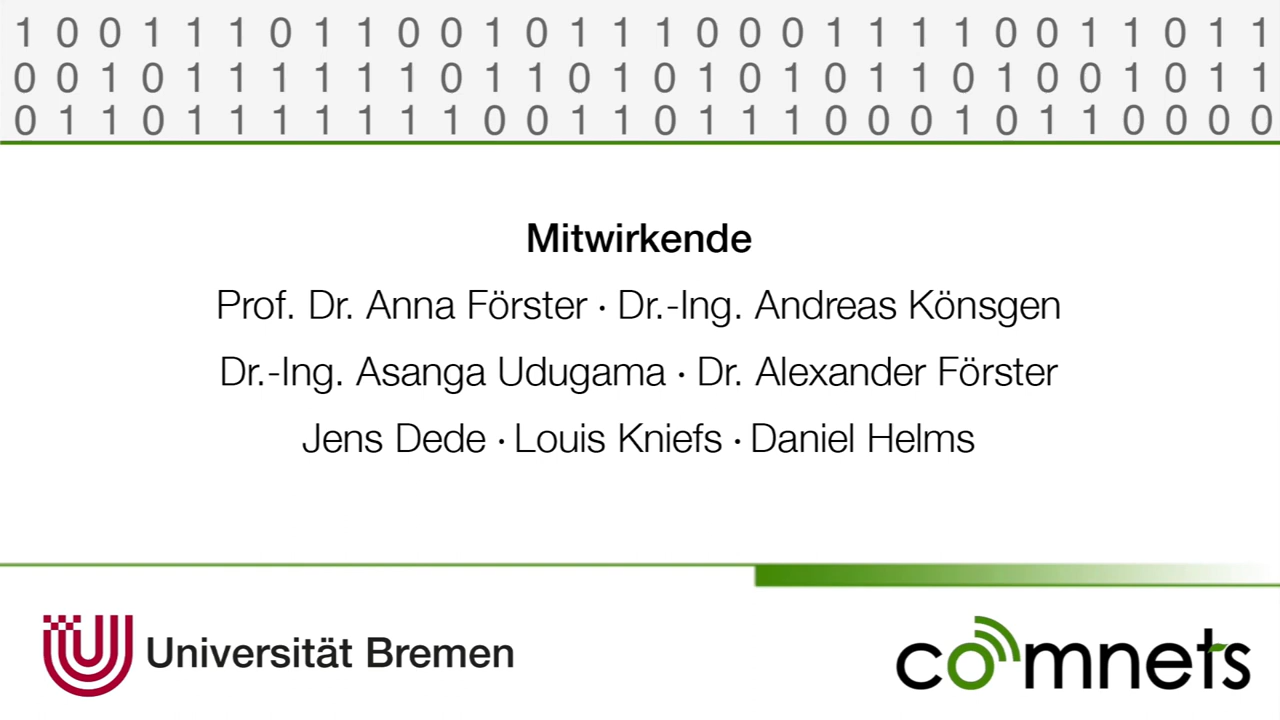 1 0 0 1 1 1 0 1 1 0 0 1 0 1 1 1 0 0 0 1 1 1 1 0 0 1 1 0 1 1
0 0 1 0 1 1 1 1 1 1 0 1 1 0 1 0 1 0 1 0 1 1 0 1 0 0 1 0 1 1
0 1 1 0 1 1 1 1 1 1 1 0 0 1 1 0 1 1 1 0 0 0 1 0 1 1 0 0 0 0
Mitwirkende
Prof. Dr. Anna Förster · Dr.-Ing. Andreas Könsgen
Dr.-Ing. Asanga Udugama · Dr. Alexander Förster
Jens Dede · Louis Kniefs · Daniel Helms
Universität Bremen
comnets